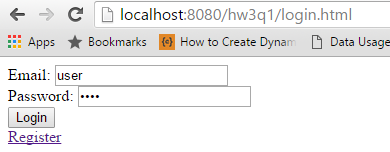 localhost:8080/hw3q1/login.html
Apps Bookmarks {e} How to Create Dynam Data Usage
Email: user
Password: ••••
Login
Register